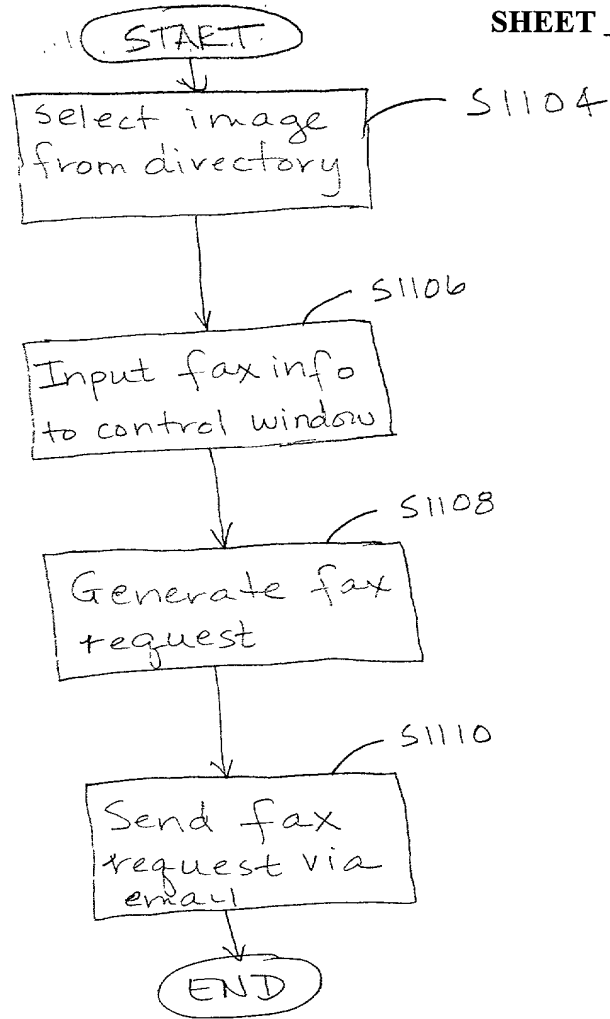 SHEET
START
Select image
from directory
S1104
S1106
Input fax info
to control window
S1108
Generate fax
request
S1110
Send fax
request via
email
END